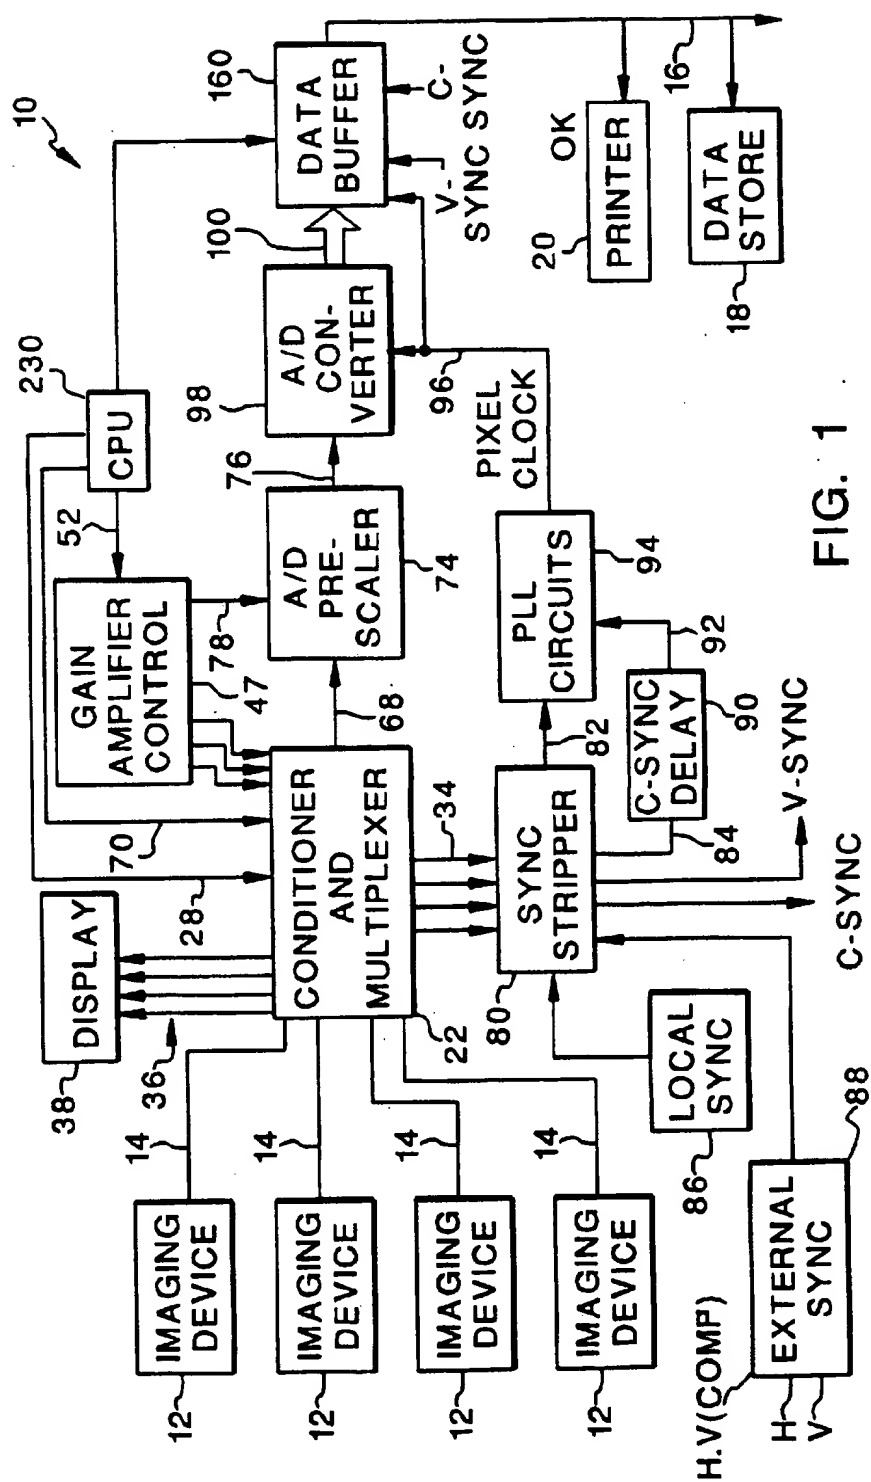 10
230
CPU
52
GAIN
AMPLIFIER
CONTROL
47
78
70
28
DISPLAY
38
36
14
14
14
14
IMAGING
DEVICE
12
IMAGING
DEVICE
12
IMAGING
DEVICE
12
IMAGING
DEVICE
12
CONDITIONER
AND
MULTIPLEXER
22
68
A/D
PRE-
SCALER
74
76
A/D
CON-
VERTER
98
100
DATA
BUFFER
160
V-
SYNC
C-
SYNC
34
SYNC
STRIPPER
80
82
PLL
CIRCUITS
94
PIXEL
CLOCK
96
84
C-SYNC
DELAY
90
92
V-SYNC
C-SYNC
LOCAL
SYNC
86
EXTERNAL
SYNC
88
H.V(COMP)
H
V
PRINTER
20
OK
DATA
STORE
18
16
FIG. 1